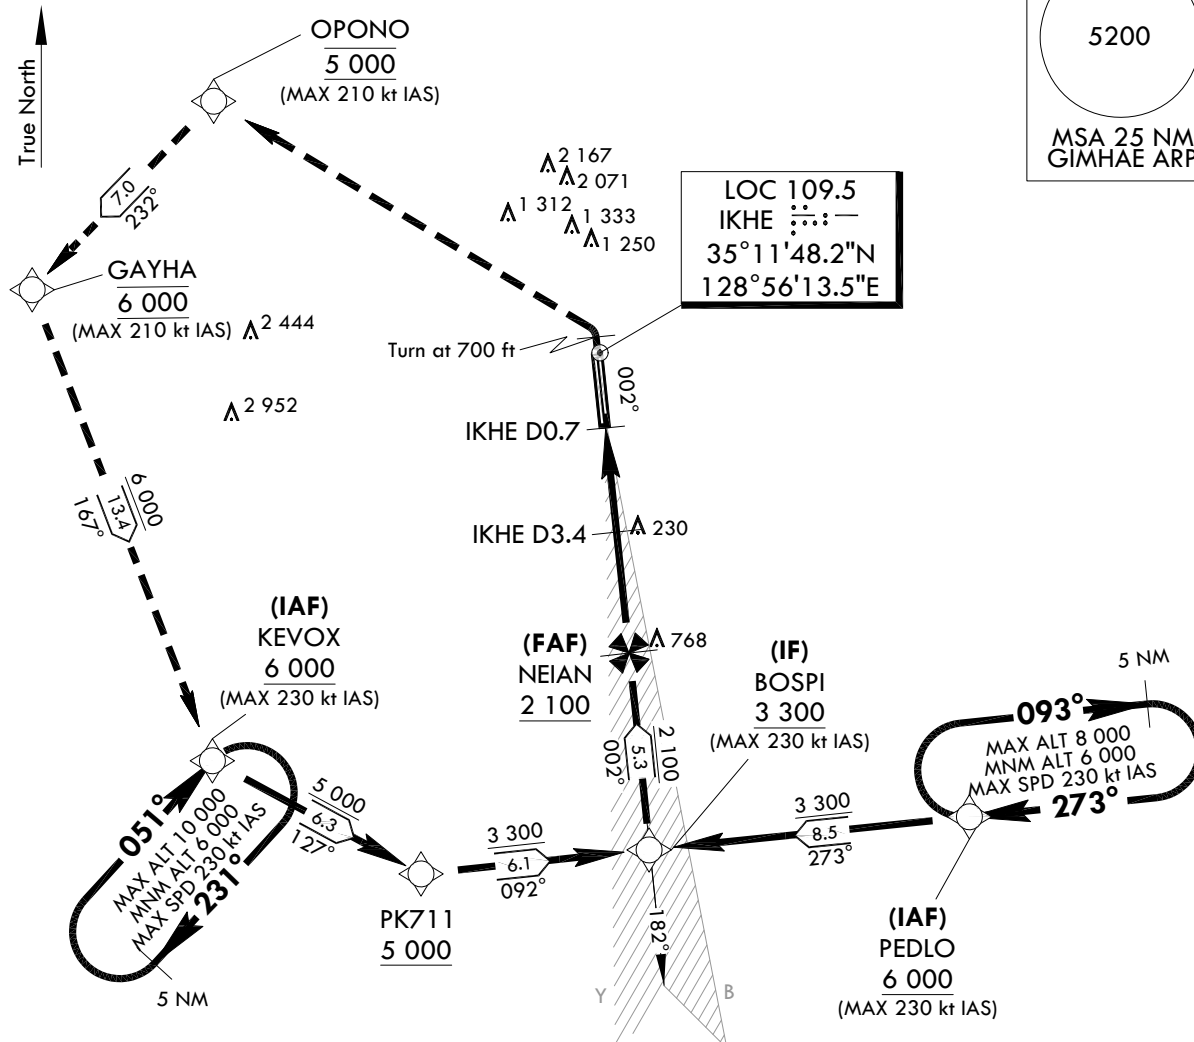 True North
OPONO
5 000
(MAX 210 kt IAS)
5200
MSA 25 NM
GIMHAE ARP
7.0
232°
2 167
2 071
1 312
1 333
1 250
LOC 109.5
IKHE
35°11'48.2"N
128°56'13.5"E
GAYHA
6 000
(MAX 210 kt IAS)
2 444
2 952
Turn at 700 ft
002°
IKHE D0.7
6 000
13.4
167°
IKHE D3.4
230
(IAF)
KEVOX
6 000
(MAX 230 kt IAS)
(FAF)
NEIAN
2 100
768
(IF)
BOSPI
3 300
(MAX 230 kt IAS)
2 100
5.3
002°
5 NM
093°
MAX ALT 8 000
MNM ALT 6 000
MAX SPD 230 kt IAS
273°
051°
MAX ALT 10 000
MNM ALT 6 000
MAX SPD 230 kt IAS
231°
5 NM
5 000
6.3
127°
3 300
6.1
092°
3 300
8.5
273°
PK711
5 000
182°
Y
B
(IAF)
PEDLO
6 000
(MAX 230 kt IAS)